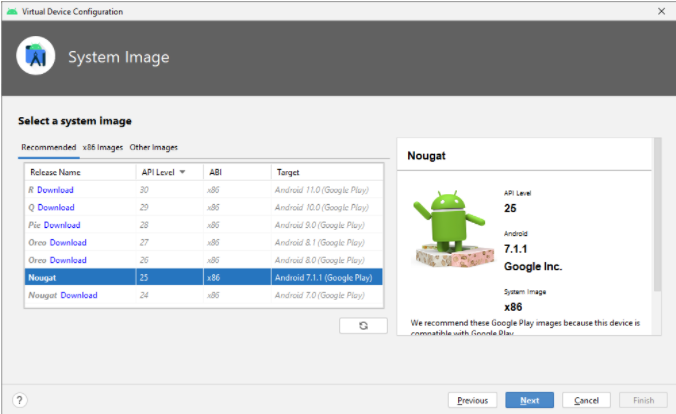 Virtual Device Configuration
System Image
Select a system image
Recommended x86 Images Other Images
Release Name API Level ABI Target
R Download 30 x86 Android 11.0 (Google Play)
Q Download 29 x86 Android 10.0 (Google Play)
Pie Download 28 x86 Android 9.0 (Google Play)
Oreo Download 27 x86 Android 8.1 (Google Play)
Oreo Download 26 x86 Android 8.0 (Google Play)
Nougat 25 x86 Android 7.1.1 (Google Play)
Nougat Download 24 x86 Android 7.0 (Google Play)
Nougat
API Level
25
Android
7.1.1
Google Inc.
System Image
x86
We recommend these Google Play images because this device is
compatible with Google Play
? Previous Next Cancel Finish